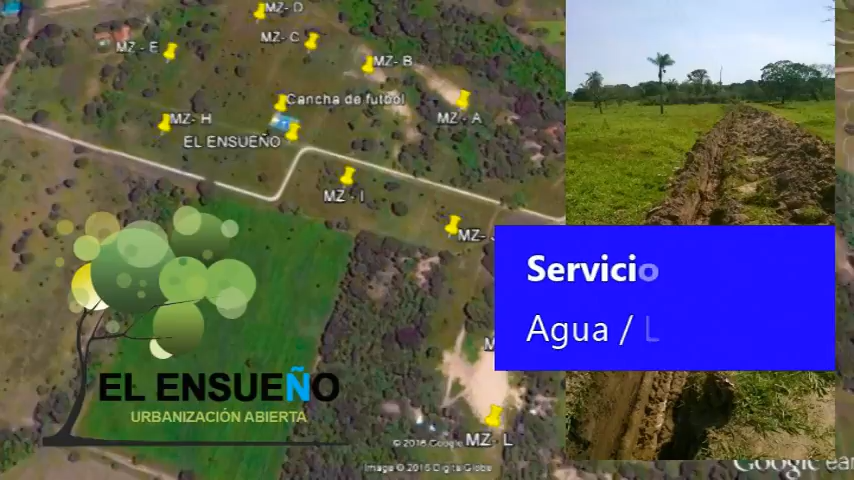 MZ- D
MZ- C
MZ - E
MZ- B
Cancha de futbol
MZ - A
MZ - H
EL ENSUEÑO
MZ - I
MZ-
Servicio
Agua / L
EL ENSUEÑO
URBANIZACIÓN ABIERTA
© 2016 Google
MZ- L
Image © 2016 DigitalGlobe
Google ear